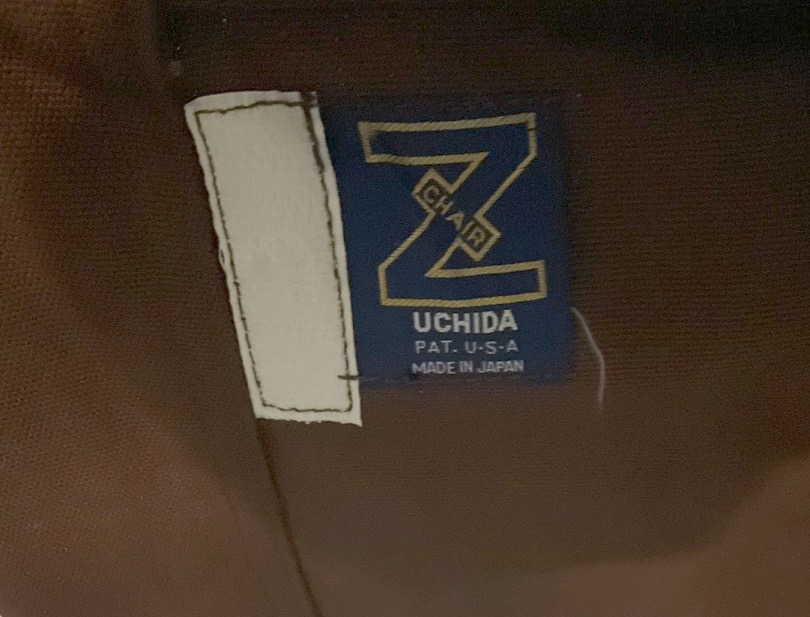 Z
CHAIR
UCHIDA
PAT. U·S·A
MADE IN JAPAN